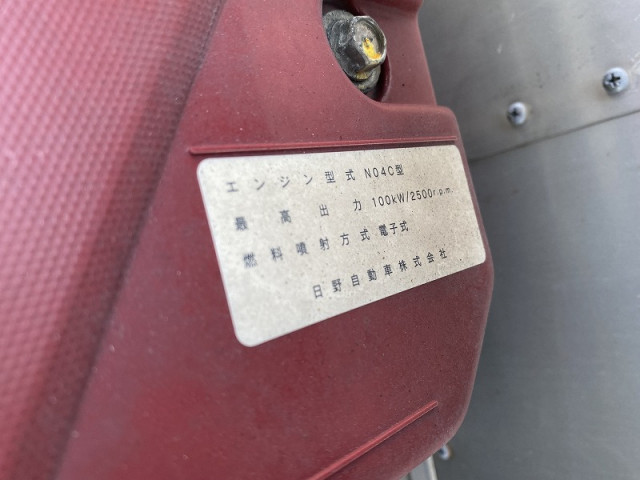 エンジン型式 N04C型
最高出力 100kW/2500r.p.m.
燃料噴射方式 電子式
日野自動車株式会社